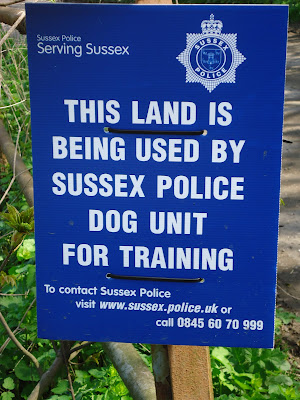 Sussex Police
Serving Sussex
SUSSEX
POLICE
THIS LAND IS
BEING USED BY
SUSSEX POLICE
DOG UNIT
FOR TRAINING
To contact Sussex Police
visit www.sussex.police.uk or
call 0845 60 70 999